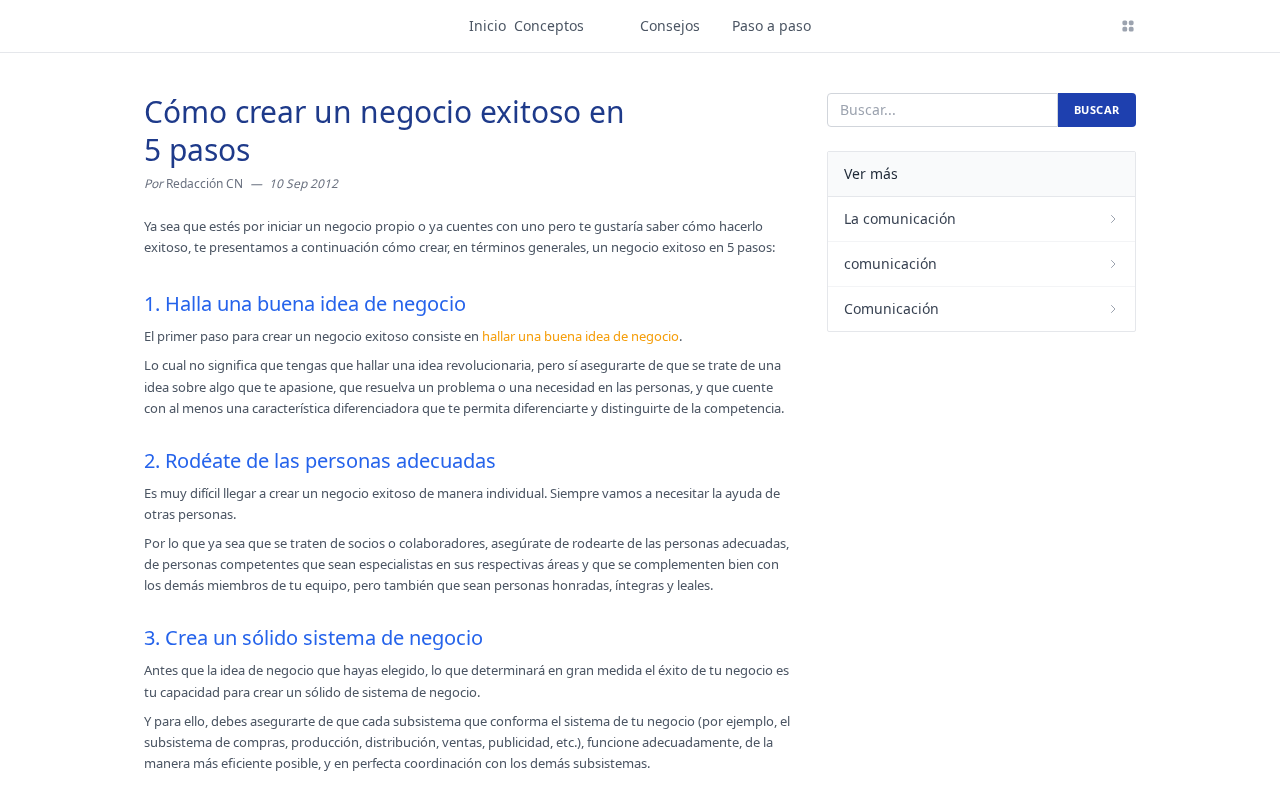 Inicio Conceptos Consejos Paso a paso
Cómo crear un negocio exitoso en
5 pasos
Por Redacción CN — 10 Sep 2012
Ya sea que estés por iniciar un negocio propio o ya cuentes con uno pero te gustaría saber cómo hacerlo
exitoso, te presentamos a continuación cómo crear, en términos generales, un negocio exitoso en 5 pasos:
1. Halla una buena idea de negocio
El primer paso para crear un negocio exitoso consiste en hallar una buena idea de negocio.
Lo cual no significa que tengas que hallar una idea revolucionaria, pero sí asegurarte de que se trate de una
idea sobre algo que te apasione, que resuelva un problema o una necesidad en las personas, y que cuente
con al menos una característica diferenciadora que te permita diferenciarte y distinguirte de la competencia.
2. Rodéate de las personas adecuadas
Es muy difícil llegar a crear un negocio exitoso de manera individual. Siempre vamos a necesitar la ayuda de
otras personas.
Por lo que ya sea que se traten de socios o colaboradores, asegúrate de rodearte de las personas adecuadas,
de personas competentes que sean especialistas en sus respectivas áreas y que se complementen bien con
los demás miembros de tu equipo, pero también que sean personas honradas, íntegras y leales.
3. Crea un sólido sistema de negocio
Antes que la idea de negocio que hayas elegido, lo que determinará en gran medida el éxito de tu negocio es
tu capacidad para crear un sólido de sistema de negocio.
Y para ello, debes asegurarte de que cada subsistema que conforma el sistema de tu negocio (por ejemplo, el
subsistema de compras, producción, distribución, ventas, publicidad, etc.), funcione adecuadamente, de la
manera más eficiente posible, y en perfecta coordinación con los demás subsistemas.
Buscar...
BUSCAR
Ver más
La comunicación
comunicación
Comunicación